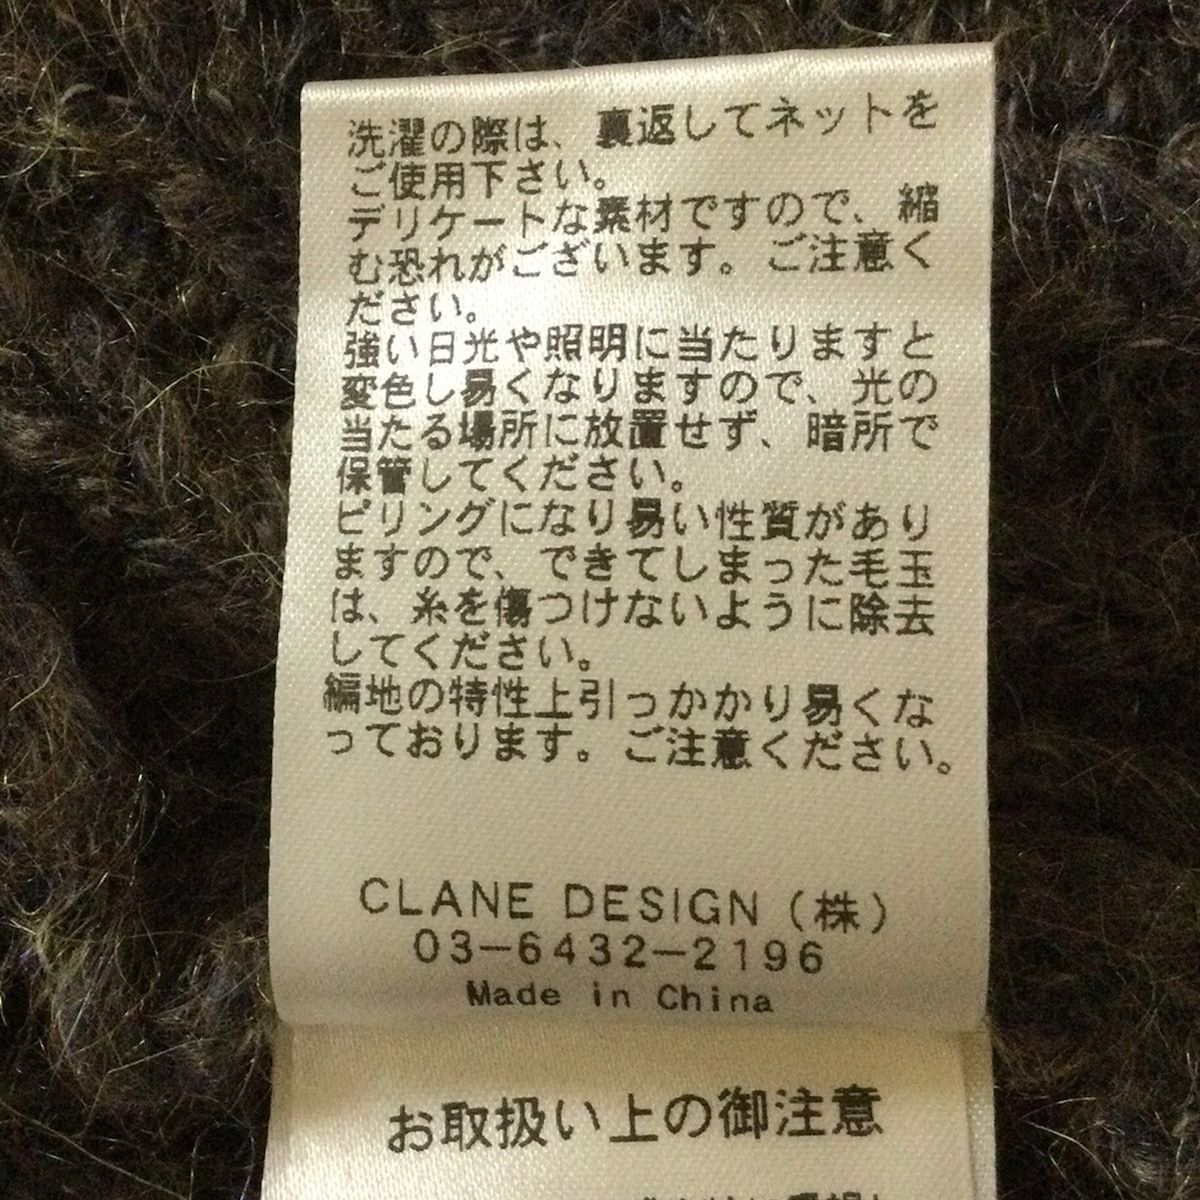 洗濯の際は、裏返してネットを
ご使用下さい。
デリケートな素材ですので、縮
む恐れがございます。ご注意く
ださい。
強い日光や照明に当たりますと
変色し易くなりますので、光の
当たる場所に放置せず、暗所で
保管してください。
ピリングになり易い性質があり
ますので、できてしまった毛玉
は、糸を傷つけないように除去
してください。
編地の特性上引っかかり易くな
っております。ご注意ください。
CLANE DESIGN(株)
03-6432-2196
Made in China
お取扱い上の御注意